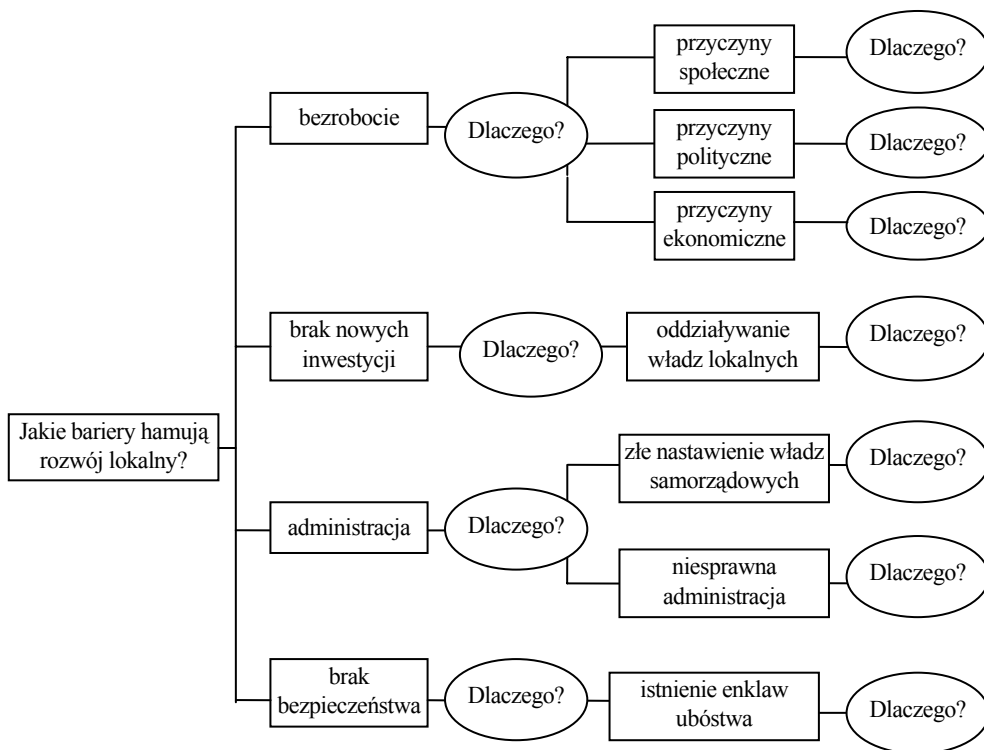 Jakie bariery hamują
rozwój lokalny?
bezrobocie
Dlaczego?
przyczyny
społeczne
Dlaczego?
przyczyny
polityczne
Dlaczego?
przyczyny
ekonomiczne
Dlaczego?
brak nowych
inwestycji
Dlaczego?
oddziaływanie
władz lokalnych
Dlaczego?
administracja
Dlaczego?
złe nastawienie władz
samorządowych
Dlaczego?
niesprawna
administracja
Dlaczego?
brak
bezpieczeństwa
Dlaczego?
istnienie enklaw
ubóstwa
Dlaczego?